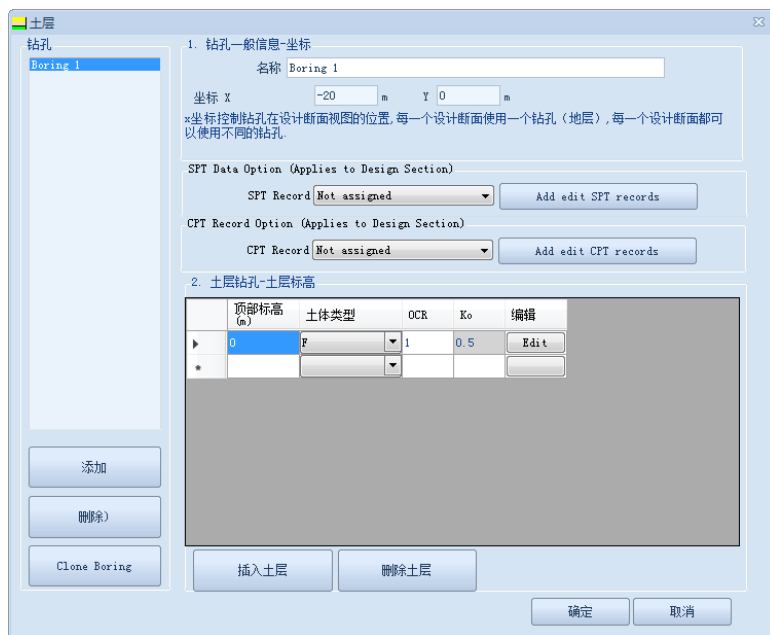 土层
钻孔
Boring 1
添加
删除)
Clone Boring
1. 钻孔一般信息-坐标
名称 Boring 1
坐标 X -20 m Y 0 m
x坐标控制钻孔在设计断面视图的位置,每一个设计断面使用一个钻孔（地层）,每一个设计断面都可
以使用不同的钻孔.
SPT Data Option (Applies to Design Section)
SPT Record Not assigned Add edit SPT records
CPT Record Option (Applies to Design Section)
CPT Record Not assigned Add edit CPT records
2. 土层钻孔-土层标高
顶部标高 (m) 土体类型 OCR Ko 编辑
0 F 1 0.5 Edit
*
插入土层 删除土层
确定 取消